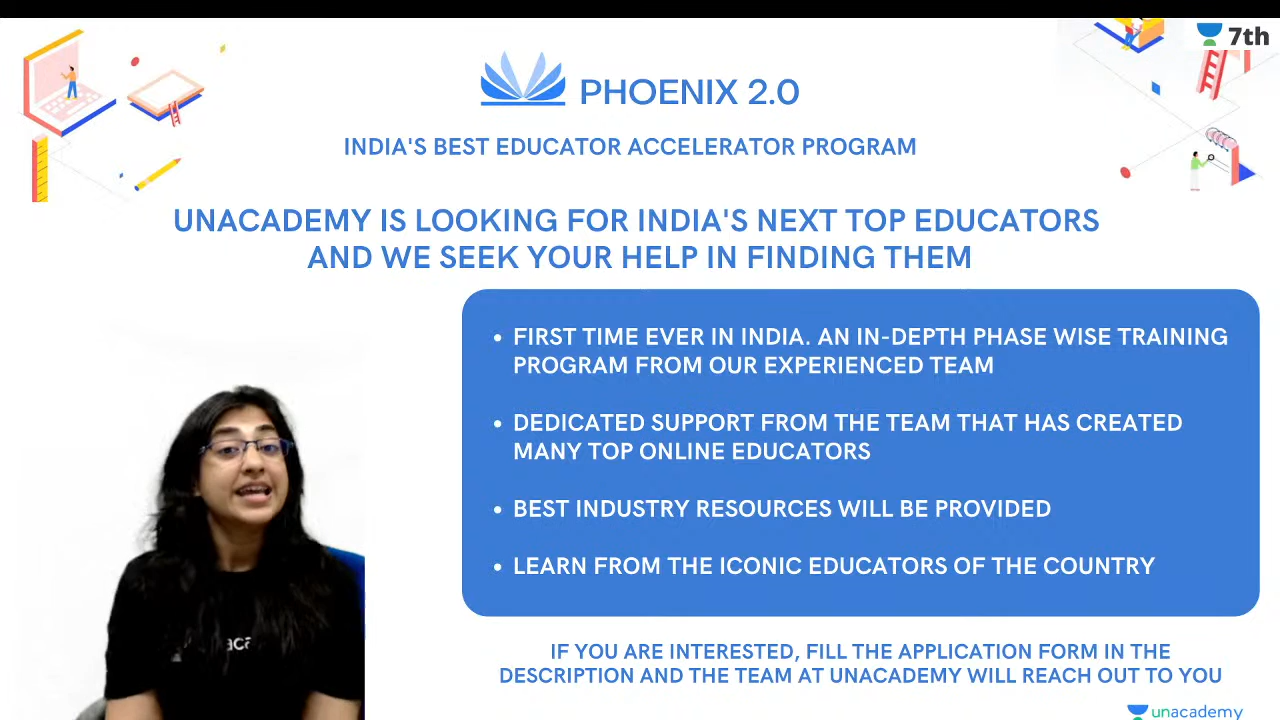 7th
PHOENIX 2.0
INDIA'S BEST EDUCATOR ACCELERATOR PROGRAM
UNACADEMY IS LOOKING FOR INDIA'S NEXT TOP EDUCATORS
AND WE SEEK YOUR HELP IN FINDING THEM
• FIRST TIME EVER IN INDIA. AN IN-DEPTH PHASE WISE TRAINING
PROGRAM FROM OUR EXPERIENCED TEAM
• DEDICATED SUPPORT FROM THE TEAM THAT HAS CREATED
MANY TOP ONLINE EDUCATORS
• BEST INDUSTRY RESOURCES WILL BE PROVIDED
• LEARN FROM THE ICONIC EDUCATORS OF THE COUNTRY
IF YOU ARE INTERESTED, FILL THE APPLICATION FORM IN THE
DESCRIPTION AND THE TEAM AT UNACADEMY WILL REACH OUT TO YOU
unacademy